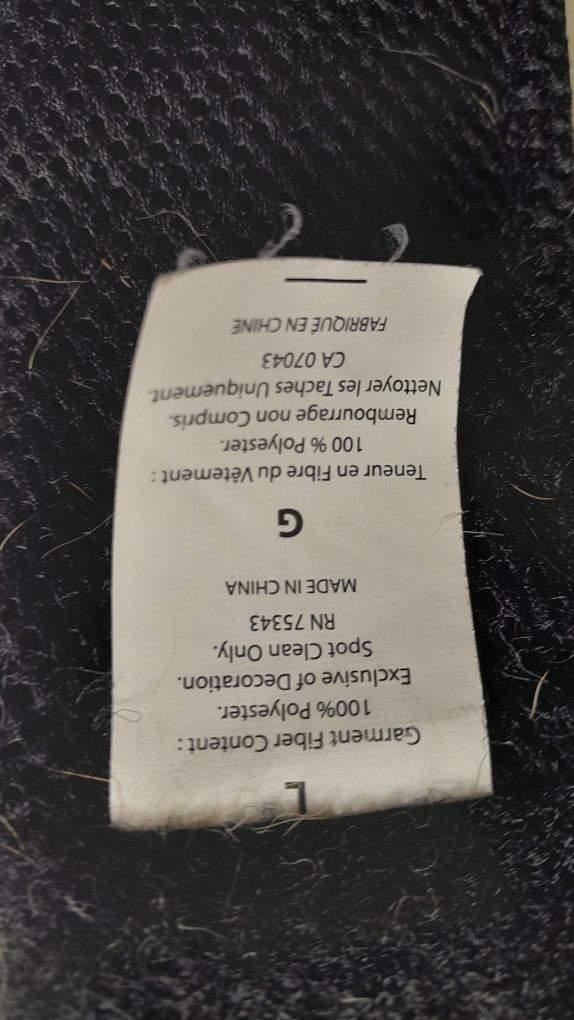 L
Garment Fiber Content :
100% Polyester.
Exclusive of Decoration.
Spot Clean Only.
RN 75343
MADE IN CHINA
G
Teneur en Fibre du Vêtement :
100 % Polyester.
Rembourrage non Compris.
Nettoyer les Taches Uniquement.
CA 07043
FABRIQUÉ EN CHINE